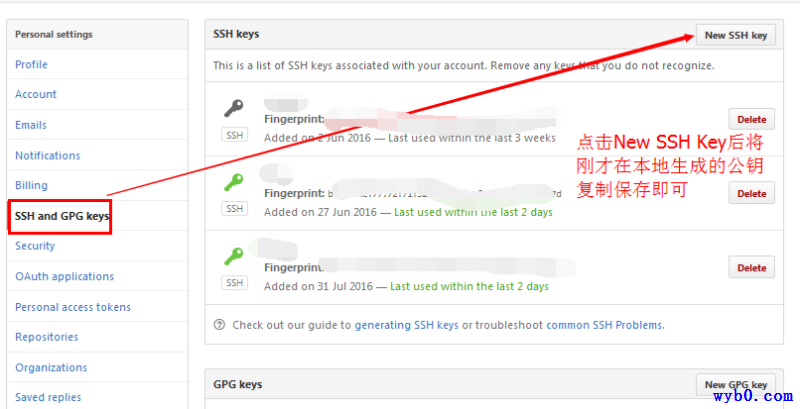 Personal settings
Profile
Account
Emails
Notifications
Billing
SSH and GPG keys
Security
OAuth applications
Personal access tokens
Repositories
Organizations
Saved replies
SSH keys
New SSH key
This is a list of SSH keys associated with your account. Remove any keys that you do not recognize.
SSH
Fingerprint:
Added on 2 Jun 2016 — Last used within the last 3 weeks
Delete
SSH
Fingerprint:
Added on 27 Jun 2016 — Last used within the last 2 days
Delete
SSH
Fingerprint:
Added on 31 Jul 2016 — Last used within the last 2 days
Delete
点击New SSH Key后将
刚才在本地生成的公钥
复制保存即可
Check out our guide to generating SSH keys or troubleshoot common SSH Problems.
GPG keys
New GPG key
wyb0.com